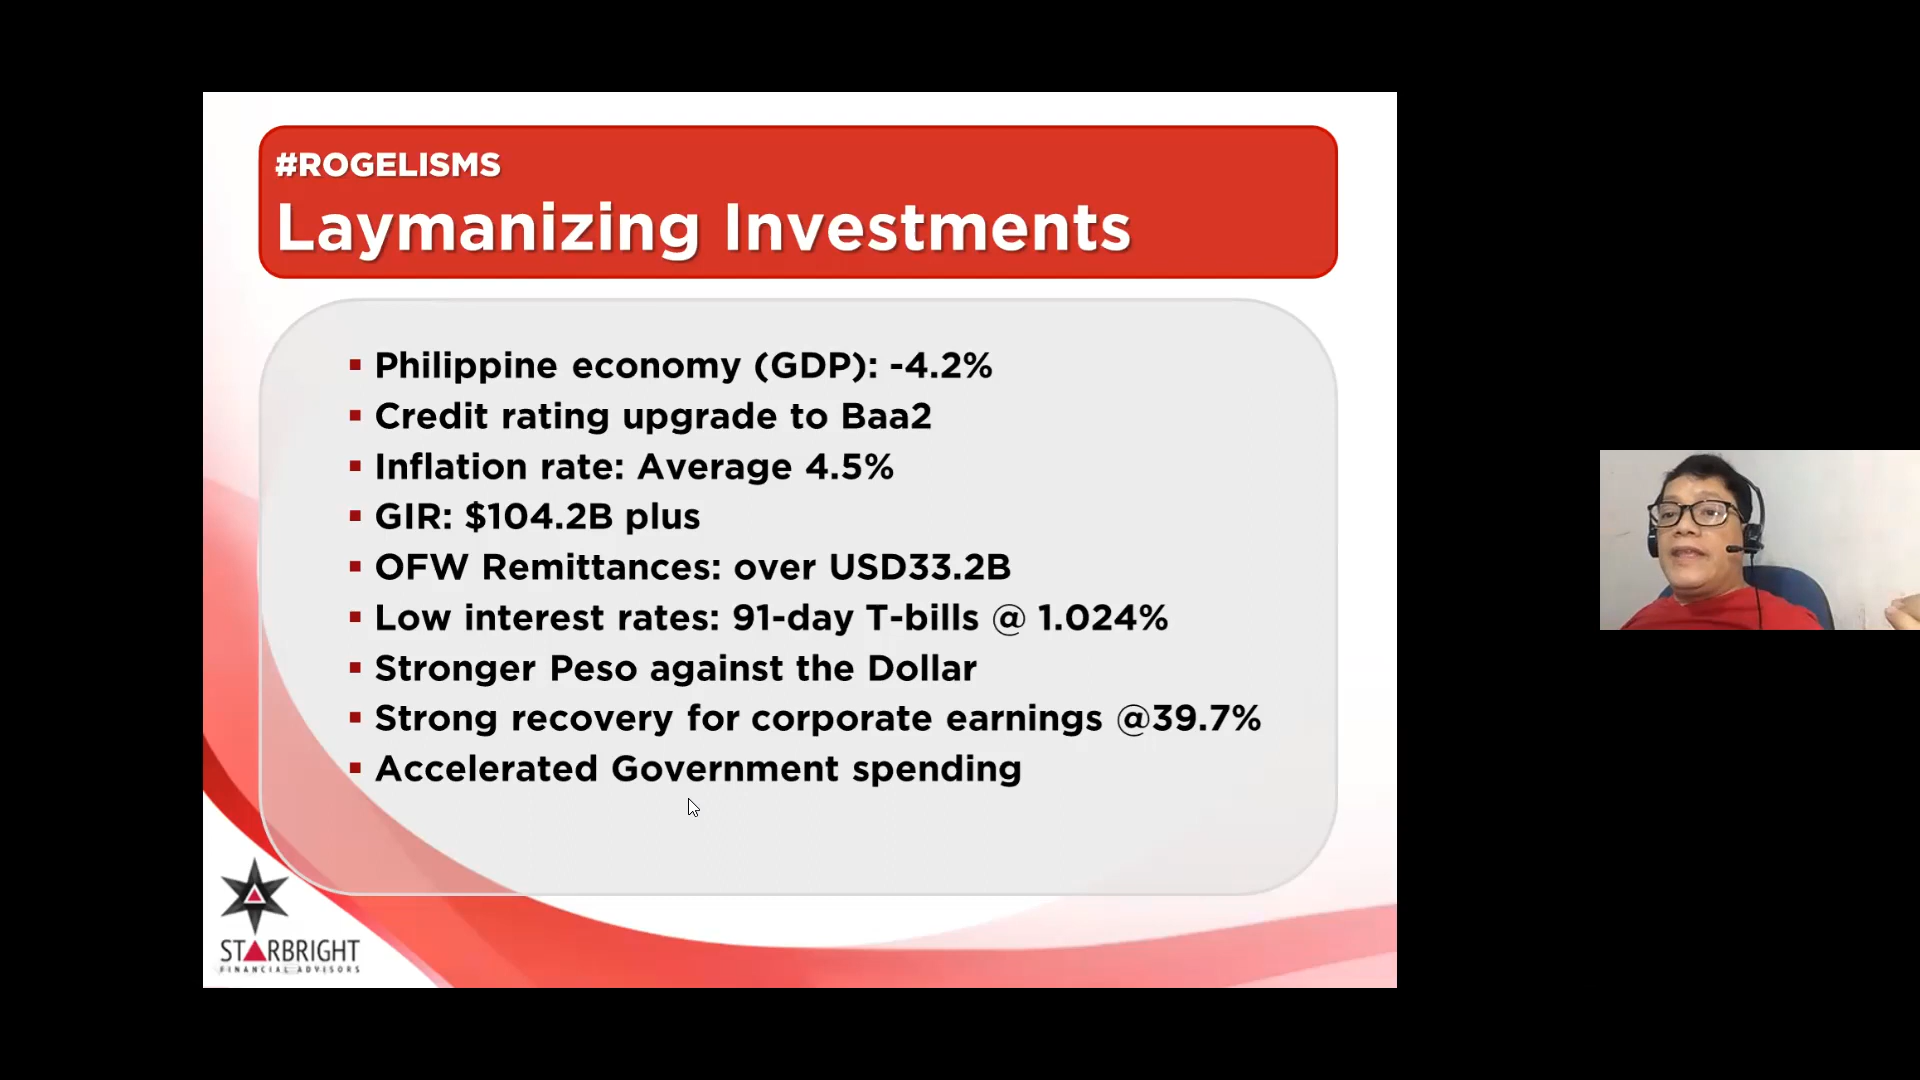 #ROGELISMS
Laymanizing Investments
Philippine economy (GDP): -4.2%
Credit rating upgrade to Baa2
Inflation rate: Average 4.5%
GIR: $104.2B plus
OFW Remittances: over USD33.2B
Low interest rates: 91-day T-bills @ 1.024%
Stronger Peso against the Dollar
Strong recovery for corporate earnings @39.7%
Accelerated Government spending
STARBRIGHT
FINANCIAL ADVISORS